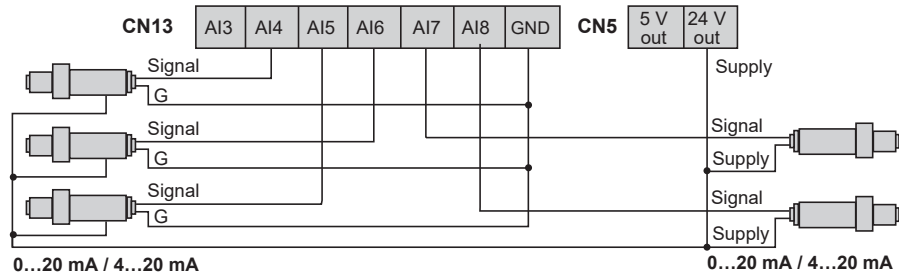 CN13 AI3 AI4 AI5 AI6 AI7 AI8 GND CN5 5 V out 24 V out
Signal Supply
G
Signal Signal
G Supply
Signal Signal
G Supply
0…20 mA / 4…20 mA 0…20 mA / 4…20 mA